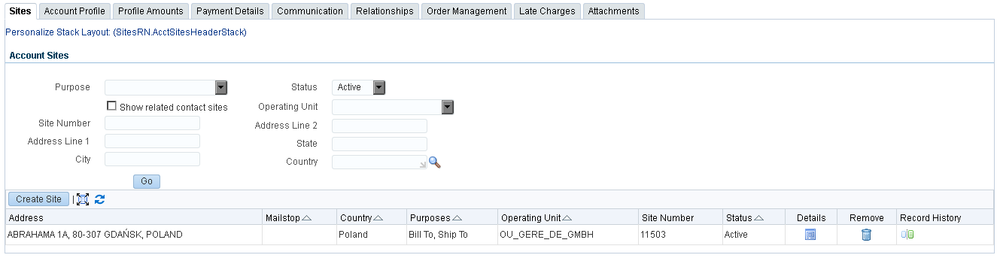 Sites Account Profile Profile Amounts Payment Details Communication Relationships Order Management Late Charges Attachments
Personalize Stack Layout: (SitesRN.AcctSitesHeaderStack)
Account Sites
Purpose Status Active
Show related contact sites Operating Unit
Site Number Address Line 2
Address Line 1 State
City Country
Go
Create Site
Address Mailstop Country Purposes Operating Unit Site Number Status Details Remove Record History
ABRAHAMA 1A, 80-307 GDAŃSK, POLAND Poland Bill To, Ship To OU_GERE_DE_GMBH 11503 Active